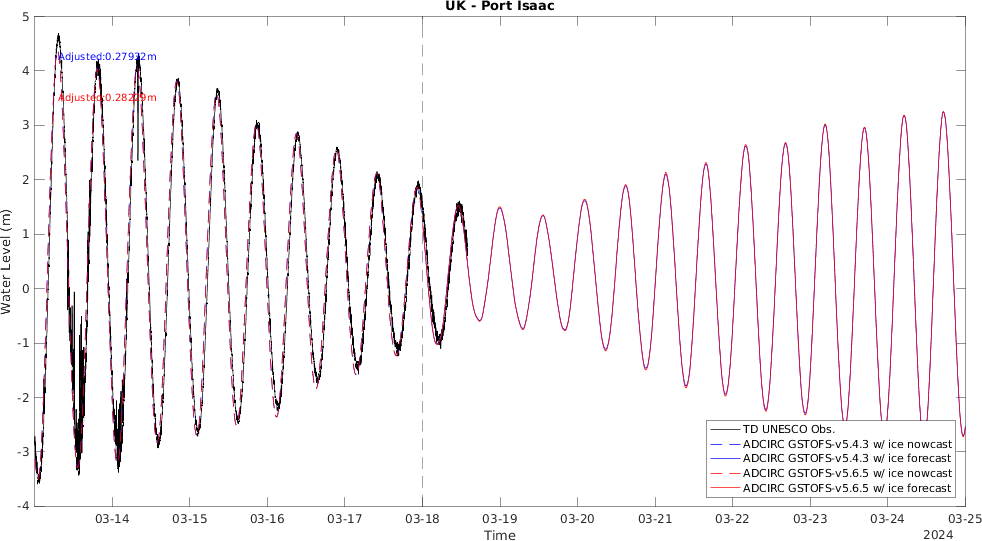 UK - Port Isaac
5
4
3
2
1
0
-1
-2
-3
-4
Water Level (m)
Adjusted:0.27932m
Adjusted:0.28229m
TD UNESCO Obs.
ADCIRC GSTOFS-v5.4.3 w/ ice nowcast
ADCIRC GSTOFS-v5.4.3 w/ ice forecast
ADCIRC GSTOFS-v5.6.5 w/ ice nowcast
ADCIRC GSTOFS-v5.6.5 w/ ice forecast
03-14 03-15 03-16 03-17 03-18 03-19 03-20 03-21 03-22 03-23 03-24 03-25
Time
2024